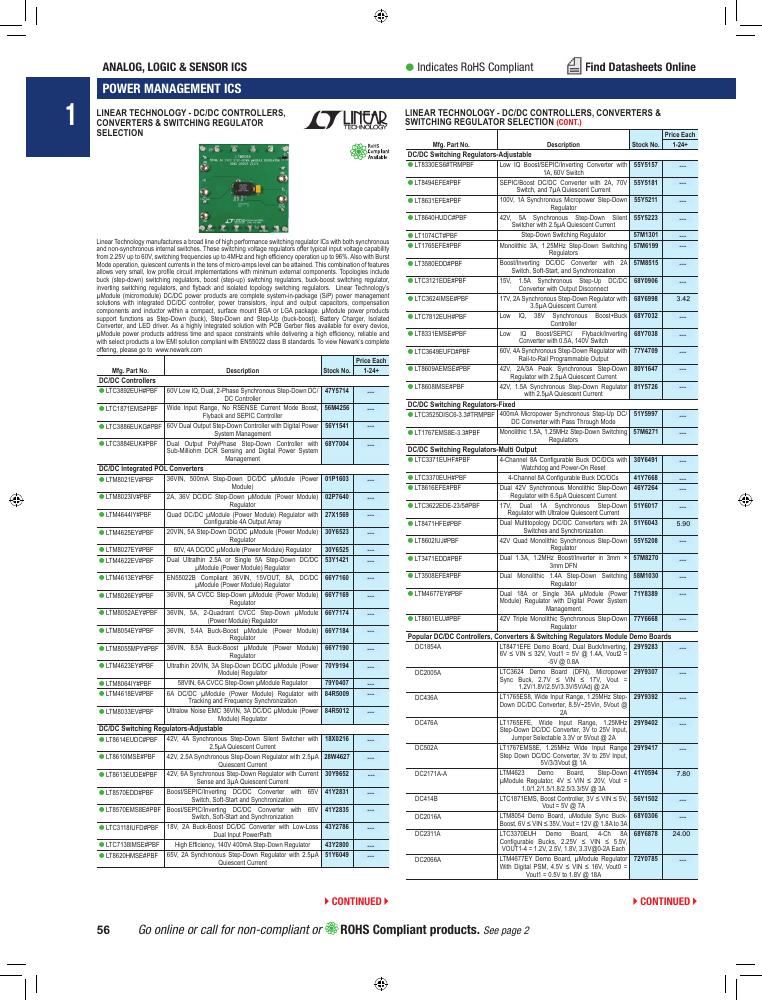 ANALOG, LOGIC & SENSOR ICS
Indicates RoHS Compliant
Find Datasheets Online
1
POWER MANAGEMENT ICS
LINEAR TECHNOLOGY - DC/DC CONTROLLERS,
CONVERTERS & SWITCHING REGULATOR
SELECTION
LINEAR
TECHNOLOGY
RoHS
Compliant
Available
Linear Technology manufactures a broad line of high performance switching regulator ICs with both synchronous
and non-synchronous internal switches. These switching voltage regulators offer typical input voltage capability
from 2.25V up to 60V, switching frequencies up to 4MHz and high efficiency operation up to 96%. Also with Burst
Mode operation, quiescent currents in the tens of micro-amps level can be attained. This combination of features
allows very small, low profile circuit implementations with minimum external components. Topologies include
buck (step-down) switching regulators, boost (step-up) switching regulators, buck-boost switching regulator,
inverting switching regulators, and flyback and isolated topology switching regulators. Linear Technology's
µModule (micromodule) DC/DC power products are complete system-in-package (SiP) power management
solutions with integrated DC/DC controller, power transistors, input and output capacitors, compensation
components and inductor within a compact, surface mount BGA or LGA package. µModule power products
support functions as Step-Down (buck), Step-Down and Step-Up (buck-boost), Battery Charger, Isolated
Converter, and LED driver. As a highly integrated solution with PCB Gerber files available for every device,
µModule power products address time and space constraints while delivering a high efficiency, reliable and
with select products a low EMI solution compliant with EN55022 class B standards. To view Newark's complete
offering, please go to www.newark.com
Price Each
Mfg. Part No. Description Stock No. 1-24+
DC/DC Controllers
LTC3892EUH#PBF 60V Low IQ, Dual, 2-Phase Synchronous Step-Down DC/ 47Y5714 ---
DC Controller
LTC1871EMS#PBF Wide Input Range, No RSENSE Current Mode Boost, 56M4256 ---
Flyback and SEPIC Controller
LTC3886EUKG#PBF 60V Dual Output Step-Down Controller with Digital Power 56Y1541 ---
System Management
LTC3884EUK#PBF Dual Output PolyPhase Step-Down Controller with 68Y7004 ---
Sub-Milliohm DCR Sensing and Digital Power System
Management
DC/DC Integrated POL Converters
LTM8021EV#PBF 36VIN, 500mA Step-Down DC/DC µModule (Power 01P1603 ---
Module)
LTM8023IV#PBF 2A, 36V DC/DC Step-Down µModule (Power Module) 02P7640 ---
Regulator
LTM4644IY#PBF Quad DC/DC µModule (Power Module) Regulator with 27X1569 ---
Configurable 4A Output Array
LTM4625EY#PBF 20VIN, 5A Step-Down DC/DC µModule (Power Module) 30Y6523 ---
Regulator
LTM8027EY#PBF 60V, 4A DC/DC µModule (Power Module) Regulator 30Y6525 ---
LTM4622EV#PBF Dual Ultrathin 2.5A or Single 5A Step-Down DC/DC 53Y1421 ---
µModule (Power Module) Regulator
LTM4613EY#PBF EN55022B Compliant 36VIN, 15VOUT, 8A, DC/DC 66Y7160 ---
µModule (Power Module) Regulator
LTM8026EY#PBF 36VIN, 5A CVCC Step-Down µModule (Power Module) 66Y7169 ---
Regulator
LTM8052AEY#PBF 36VIN, 5A, 2-Quadrant CVCC Step-Down µModule 66Y7174 ---
(Power Module) Regulator
LTM8054EY#PBF 36VIN, 5.4A Buck-Boost µModule (Power Module) 66Y7184 ---
Regulator
LTM8055MPY#PBF 36VIN, 8.5A Buck-Boost µModule (Power Module) 66Y7190 ---
Regulator
LTM4623EY#PBF Ultrathin 20VIN, 3A Step-Down DC/DC µModule (Power 70Y9194 ---
Module) Regulator
LTM8064IY#PBF 58VIN, 6A CVCC Step-Down µModule Regulator 79Y0407 ---
LTM4618EV#PBF 6A DC/DC µModule (Power Module) Regulator with 84R5009 ---
Tracking and Frequency Synchronization
LTM8033EV#PBF Ultralow Noise EMC 36VIN, 3A DC/DC µModule (Power 84R5012 ---
Module) Regulator
DC/DC Switching Regulators-Adjustable
LT8614EUDC#PBF 42V, 4A Synchronous Step-Down Silent Switcher with 18X0216 ---
2.5µA Quiescent Current
LT8610IMSE#PBF 42V, 2.5A Synchronous Step-Down Regulator with 2.5µA 28W4627 ---
Quiescent Current
LT8613EUDE#PBF 42V, 6A Synchronous Step-Down Regulator with Current 30Y9652 ---
Sense and 3µA Quiescent Current
LT8570EDD#PBF Boost/SEPIC/Inverting DC/DC Converter with 65V 41Y2831 ---
Switch, Soft-Start and Synchronization
LT8570EMS8E#PBF Boost/SEPIC/Inverting DC/DC Converter with 65V 41Y2835 ---
Switch, Soft-Start and Synchronization
LTC3118IUFD#PBF 18V, 2A Buck-Boost DC/DC Converter with Low-Loss 43Y2786 ---
Dual Input PowerPath
LTC7138IMSE#PBF High Efficiency, 140V 400mA Step-Down Regulator 43Y2800 ---
LT8620HMSE#PBF 65V, 2A Synchronous Step-Down Regulator with 2.5µA 51Y6049 ---
Quiescent Current
CONTINUED
LINEAR TECHNOLOGY - DC/DC CONTROLLERS, CONVERTERS &
SWITCHING REGULATOR SELECTION (CONT.)
Price Each
Mfg. Part No. Description Stock No. 1-24+
DC/DC Switching Regulators-Adjustable
LT8330ES6#TRMPBF Low IQ Boost/SEPIC/Inverting Converter with 55Y5157 ---
1A, 60V Switch
LT8494EFE#PBF SEPIC/Boost DC/DC Converter with 2A, 70V 55Y5181 ---
Switch, and 7µA Quiescent Current
LT8631EFE#PBF 100V, 1A Synchronous Micropower Step-Down 55Y5211 ---
Regulator
LT8640HUDC#PBF 42V, 5A Synchronous Step-Down Silent 55Y5223 ---
Switcher with 2.5µA Quiescent Current
LT1074CT#PBF Step-Down Switching Regulator 57M1301 ---
LT1765EFE#PBF Monolithic 3A, 1.25MHz Step-Down Switching 57M6199 ---
Regulators
LT3580EDD#PBF Boost/Inverting DC/DC Converter with 2A 57M8515 ---
Switch, Soft-Start, and Synchronization
LTC3121EDE#PBF 15V, 1.5A Synchronous Step-Up DC/DC 68Y0906 ---
Converter with Output Disconnect
LTC3624IMSE#PBF 17V, 2A Synchronous Step-Down Regulator with 68Y6998 3.42
3.5µA Quiescent Current
LTC7812EUH#PBF Low IQ, 38V Synchronous Boost+Buck 68Y7032 ---
Controller
LT8331EMSE#PBF Low IQ Boost/SEPIC/ Flyback/Inverting 68Y7038 ---
Converter with 0.5A, 140V Switch
LTC3649EUFD#PBF 60V, 4A Synchronous Step-Down Regulator with 77Y4709 ---
Rail-to-Rail Programmable Output
LT8609AEMSE#PBF 42V, 2A/3A Peak Synchronous Step-Down 80Y1647 ---
Regulator with 2.5µA Quiescent Current
LT8608IMSE#PBF 42V, 1.5A Synchronous Step-Down Regulator 81Y5726 ---
with 2.5µA Quiescent Current
DC/DC Switching Regulators-Fixed
LTC3525DISC6-3.3#TRMPBF 400mA Micropower Synchronous Step-Up DC/ 51Y5997 ---
DC Converter with Pass Through Mode
LT1767EMS8E-3.3#PBF Monolithic 1.5A, 1.25MHz Step-Down Switching 57M6271 ---
Regulators
DC/DC Switching Regulators-Multi Output
LTC3371EUHF#PBF 4-Channel 8A Configurable Buck DC/DCs with 30Y6491 ---
Watchdog and Power-On Reset
LTC3370EUH#PBF 4-Channel 8A Configurable Buck DC/DCs 41Y7668 ---
LT8616EFE#PBF Dual 42V Synchronous Monolithic Step-Down 46Y7264 ---
Regulator with 6.5µA Quiescent Current
LTC3622EDE-23/5#PBF 17V, Dual 1A Synchronous Step-Down 51Y6017 ---
Regulator with Ultralow Quiescent Current
LT8471HFE#PBF Dual Multitopology DC/DC Converters with 2A 51Y6043 5.90
Switches and Synchronization
LT8602IUJ#PBF 42V Quad Monolithic Synchronous Step-Down 55Y5208 ---
Regulator
LT3471EDD#PBF Dual 1.3A, 1.2MHz Boost/Inverter in 3mm × 57M8270 ---
3mm DFN
LT3508EFE#PBF Dual Monolithic 1.4A Step-Down Switching 58M1030 ---
Regulator
LTM4677EY#PBF Dual 18A or Single 36A µModule (Power 71Y8389 ---
Module) Regulator with Digital Power System
Management
LT8601EUJ#PBF 42V Triple Monolithic Synchronous Step-Down 77Y6668 ---
Regulator
Popular DC/DC Controllers, Converters & Switching Regulators Module Demo Boards
DC1854A LT8471EFE Demo Board, Dual Buck/Inverting, 29Y9283 ---
6V ≤ VIN ≤ 32V, Vout1 = 5V @ 1.4A, Vout2 =
-5V @ 0.8A
DC2005A LTC3624 Demo Board (DFN), Micropower 29Y9307 ---
Sync Buck, 2.7V ≤ VIN ≤ 17V, Vout =
1.2V/1.8V/2.5V/3.3V/5V/Adj @ 2A
DC436A LT1765ES8, Wide Input Range, 1.25MHz Step- 29Y9392 ---
Down DC/DC Converter, 8.5V~25Vin, 5Vout @
2A
DC476A LT1765EFE, Wide Input Range, 1.25MHz 29Y9402 ---
Step-Down DC/DC Converter, 3V to 25V Input,
Jumper Selectable 3.3V or 5Vout @ 2A
DC502A LT1767EMS8E, 1.25MHz Wide Input Range 29Y9417 ---
Step Down DC/DC Converter, 3V to 25V Input,
5V/3/3Vout @ 1A
DC2171A-A LTM4623 Demo Board, Step-Down 41Y0594 7.80
µModule Regulator, 4V ≤ VIN ≤ 20V, Vout =
1.0/1.2/1.5/1.8/2.5/3.3/5V @ 3A
DC414B LTC1871EMS, Boost Controller, 3V ≤ VIN ≤ 5V, 56Y1502 ---
Vout = 5V @ 7A
DC2016A LTM8054 Demo Board, uModule Sync Buck- 68Y0306 ---
Boost, 6V ≤ VIN ≤ 35V, Vout = 12V @ 1.8A to 3A
DC2311A LTC3370EUH Demo Board, 4-Ch 8A 68Y6878 24.00
Configurable Bucks, 2.25V ≤ VIN ≤ 5.5V,
VOUT1-4 = 1.2V, 2.5V, 1.8V, 3.3V@0-2A Each
DC2066A LTM4677EY Demo Board, µModule Regulator 72Y0785 ---
With Digital PSM, 4.5V ≤ VIN ≤ 16V, Vout0 =
Vout1 = 0.5V to 1.8V @ 18A
CONTINUED
56 Go online or call for non-compliant or ROHS Compliant products. See page 2